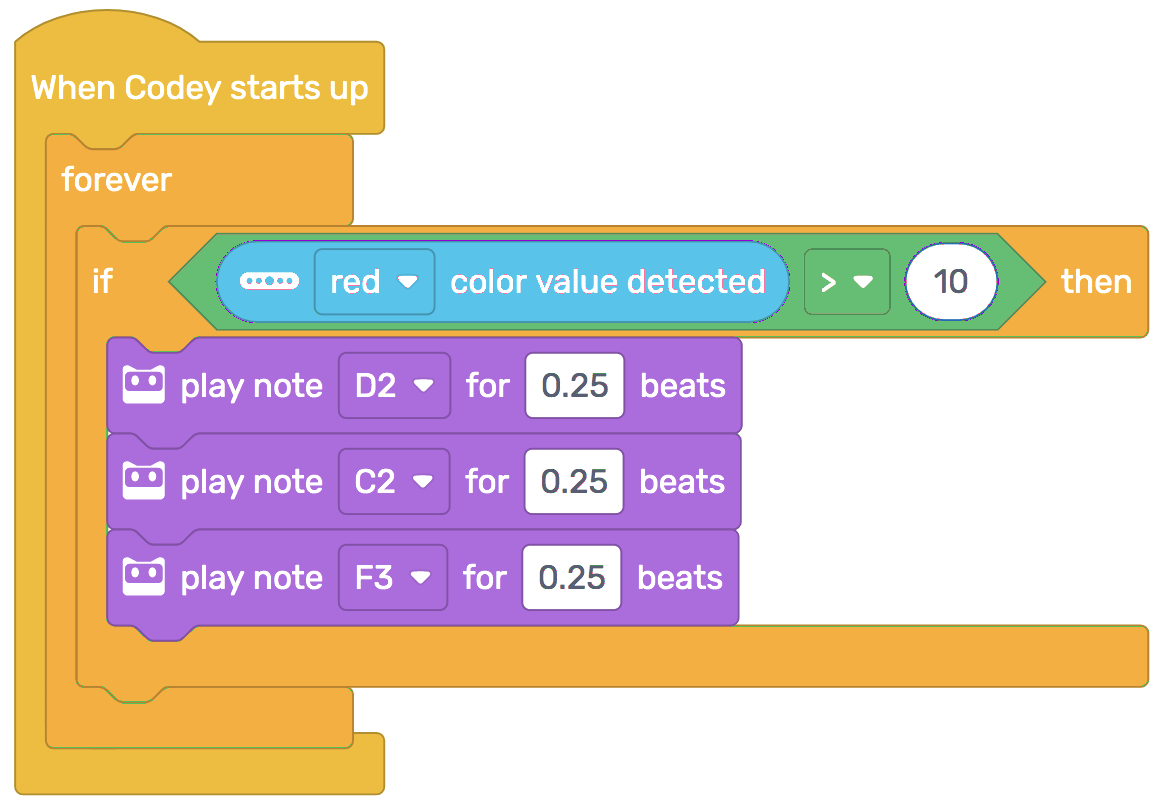 When Codey starts up
forever
if red color value detected > 10 then
play note D2 for 0.25 beats
play note C2 for 0.25 beats
play note F3 for 0.25 beats